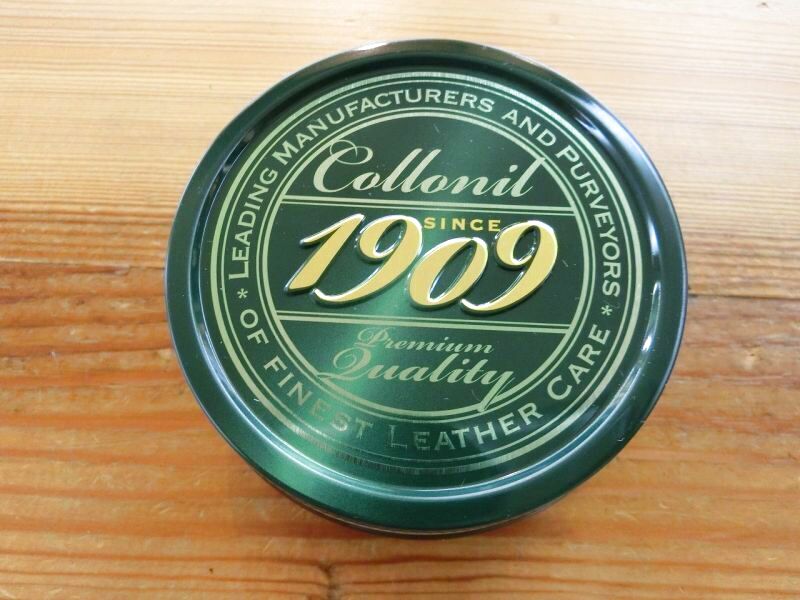 * LEADING MANUFACTURERS AND PURVEYORS *
Collonil
SINCE
1909
Premium
Quality
OF FINEST LEATHER CARE